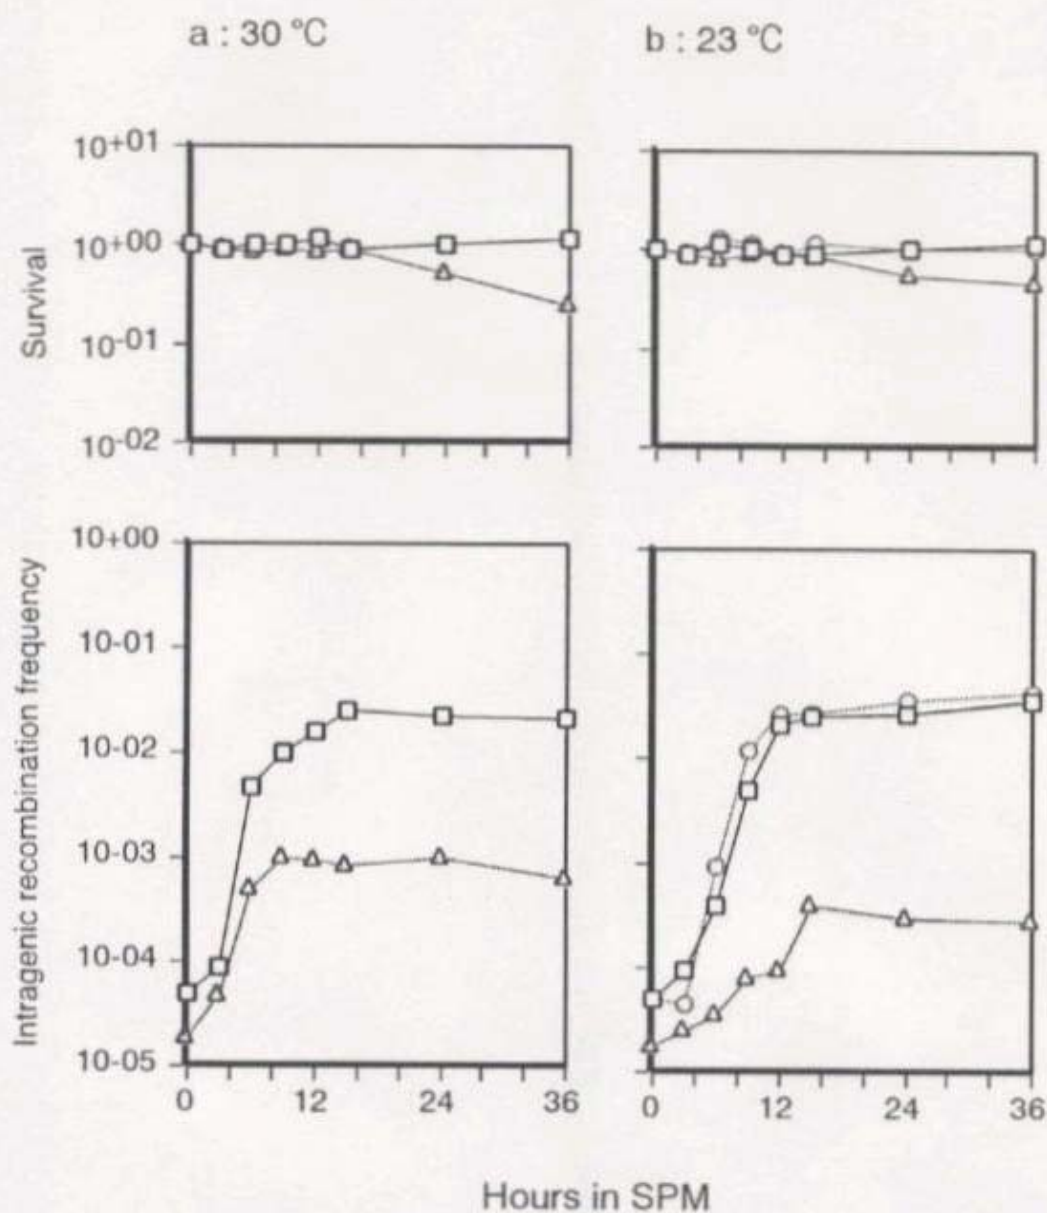 a : 30 °C
b : 23 °C
Survival
10+01
10+00
10-01
10-02
Intragenic recombination frequency
10+00
10-01
10-02
10-03
10-04
10-05
0 12 24 36
0 12 24 36
Hours in SPM